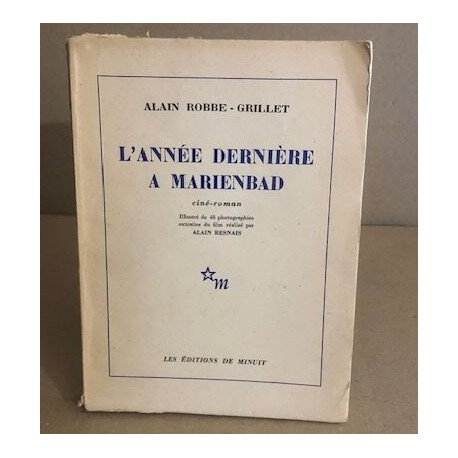 ALAIN ROBBE - GRILLET
L'ANNÉE DERNIÈRE
A MARIENBAD
ciné-roman
Illustré de 48 photographies
extraites du film réalisé par
ALAIN RESNAIS
m
LES ÉDITIONS DE MINUIT